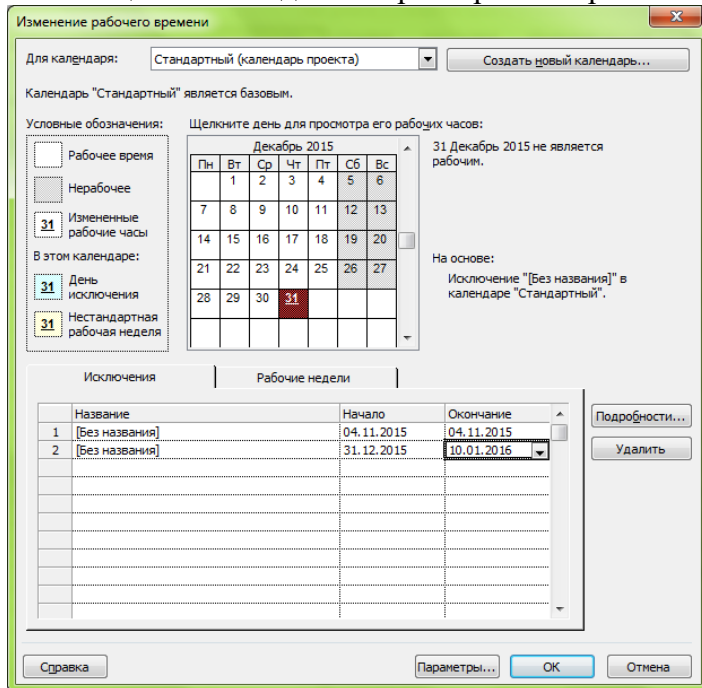 Изменение рабочего времени
Для календаря: Стандартный (календарь проекта) Создать новый календарь...
Календарь "Стандартный" является базовым.
Условные обозначения:
Рабочее время
Нерабочее
31 Измененные
рабочие часы
В этом календаре:
31 День
исключения
31 Нестандартная
рабочая неделя
Щелкните день для просмотра его рабочих часов:
Декабрь 2015
Пн Вт Ср Чт Пт Сб Вс
1 2 3 4 5 6
7 8 9 10 11 12 13
14 15 16 17 18 19 20
21 22 23 24 25 26 27
28 29 30 31
31 Декабрь 2015 не является
рабочим.
На основе:
Исключение "[Без названия]" в
календаре "Стандартный".
Исключения Рабочие недели
Название Начало Окончание
1 [Без названия] 04.11.2015 04.11.2015
2 [Без названия] 31.12.2015 10.01.2016
Подробности...
Удалить
Справка Параметры... ОК Отмена